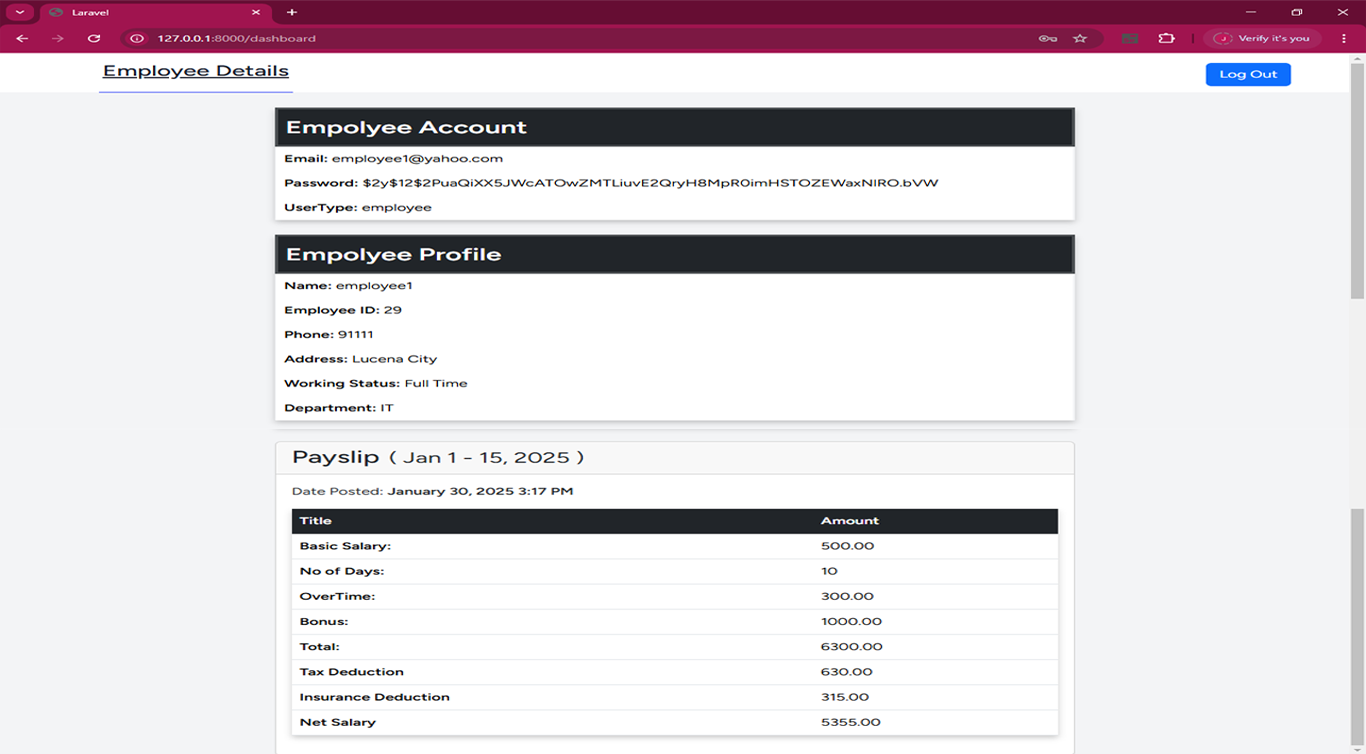 Laravel
127.0.0.1:8000/dashboard
Verify it's you
Employee Details
Log Out
Empolyee Account
Email: employee1@yahoo.com
Password: $2y$12$2PuaQiXX5JWcATOwZMTLiuvE2QryH8MpR0imHSTOZEWaxNIRO.bVW
UserType: employee
Empolyee Profile
Name: employee1
Employee ID: 29
Phone: 91111
Address: Lucena City
Working Status: Full Time
Department: IT
Payslip ( Jan 1 - 15, 2025 )
Date Posted: January 30, 2025 3:17 PM
Title Amount
Basic Salary: 500.00
No of Days: 10
OverTime: 300.00
Bonus: 1000.00
Total: 6300.00
Tax Deduction 630.00
Insurance Deduction 315.00
Net Salary 5355.00